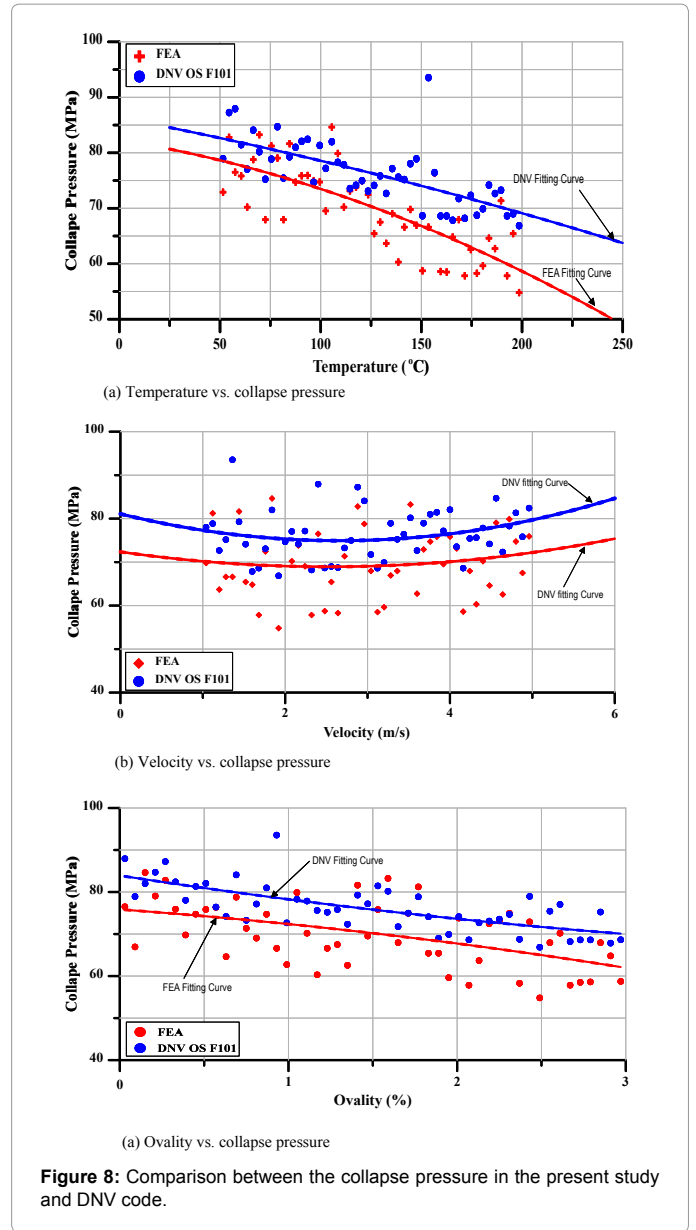 100
90
80
70
60
50
Collape Pressure (MPa)
FEA
DNV OS F101
DNV Fitting Curve
FEA Fitting Curve
0 50 100 150 200 250
Temperature (℃)
(a) Temperature vs. collapse pressure
100
80
60
40
Collape Pressure (MPa)
DNV fitting Curve
DNV fitting Curve
FEA
DNV OS F101
0 2 4 6
Velocity (m/s)
(b) Velocity vs. collapse pressure
100
80
60
40
Collape Pressure (MPa)
DNV Fitting Curve
FEA Fitting Curve
FEA
DNV OS F101
0 1 2 3
Ovality (%)
(a) Ovality vs. collapse pressure
Figure 8: Comparison between the collapse pressure in the present study
and DNV code.